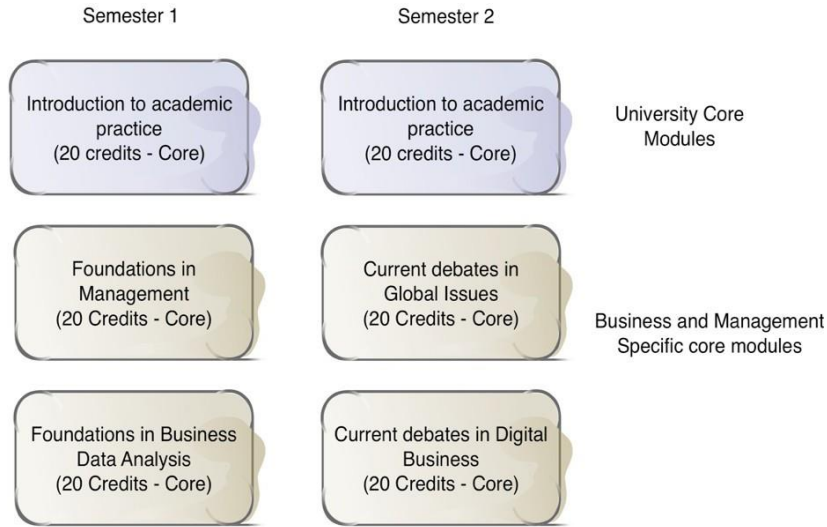 Semester 1
Semester 2
Introduction to academic
practice
(20 credits - Core)
Introduction to academic
practice
(20 credits - Core)
University Core
Modules
Foundations in
Management
(20 Credits - Core)
Current debates in
Global Issues
(20 Credits - Core)
Business and Management
Specific core modules
Foundations in Business
Data Analysis
(20 Credits - Core)
Current debates in Digital
Business
(20 Credits - Core)